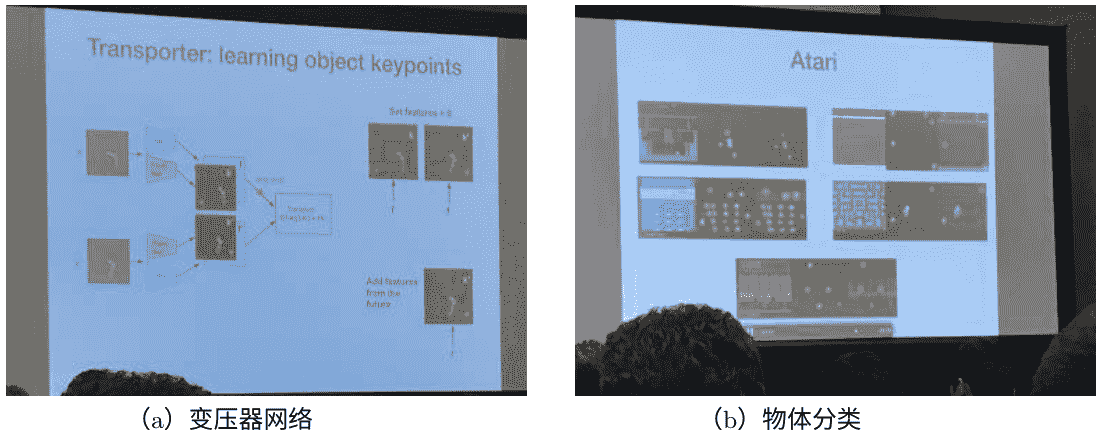 Transporter: learning object keypoints
Set features = 0
Add features
from the
future
Atari
(a) 变压器网络
(b) 物体分类